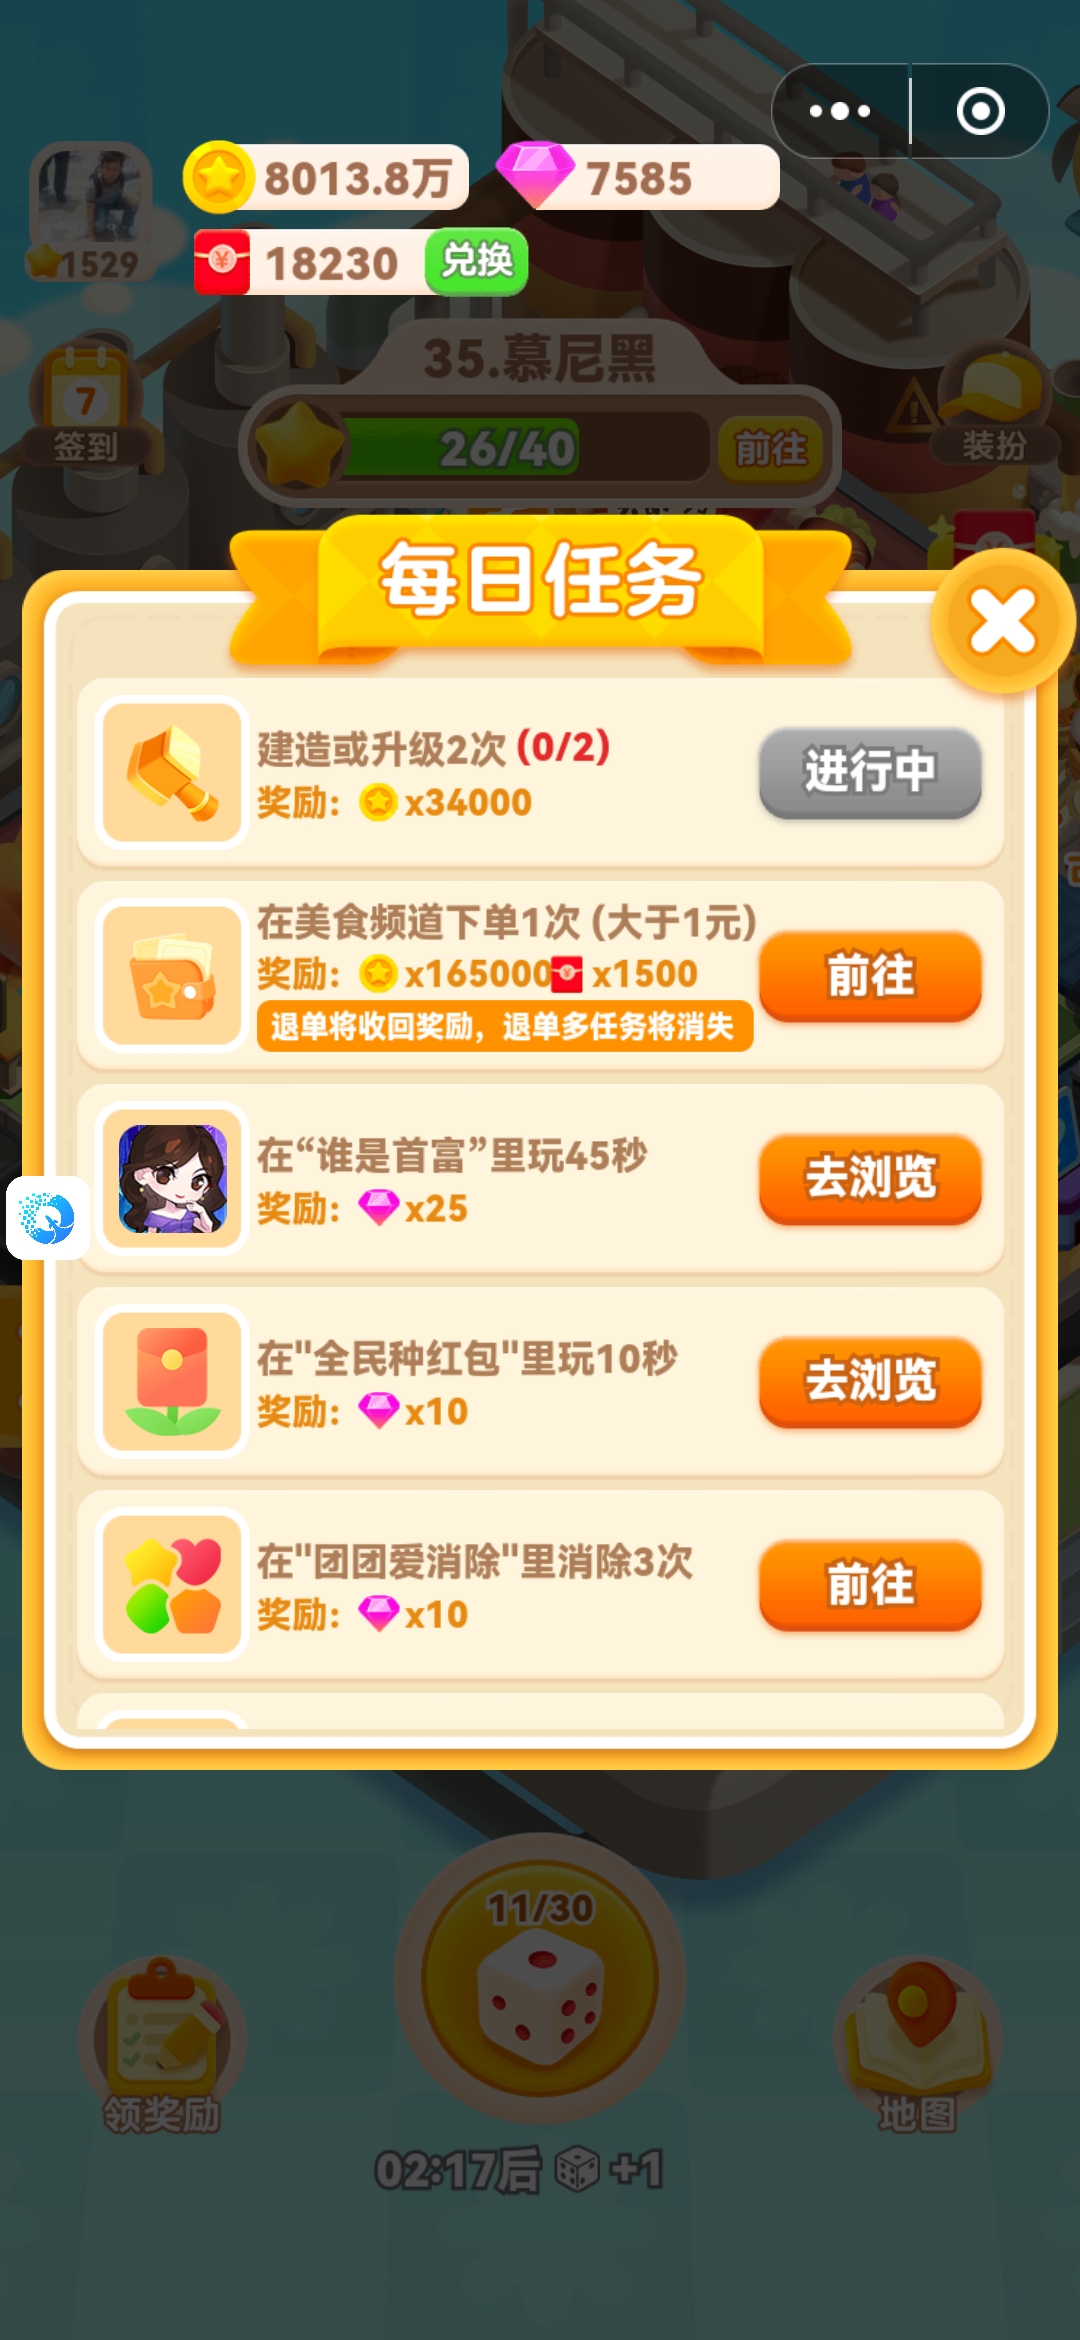 8013.8万
7585
1529
18230
兑换
35.慕尼黑
7
签到
26/40
前往
装扮
每日任务
建造或升级2次 (0/2)
奖励: x34000
进行中
在美食频道下单1次 (大于1元)
奖励: x165000 x1500
退单将收回奖励，退单多任务将消失
前往
在“谁是首富”里玩45秒
奖励: x25
去浏览
在"全民种红包"里玩10秒
奖励: x10
去浏览
在"团团爱消除"里消除3次
奖励: x10
前往
11/30
领奖励
地图
02:17后 +1